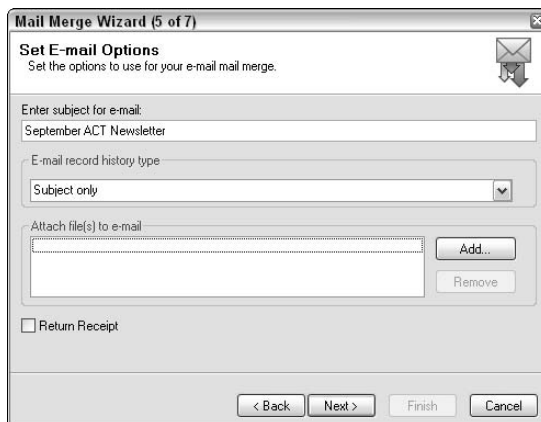 Mail Merge Wizard (5 of 7)
Set E-mail Options
Set the options to use for your e-mail mail merge.
Enter subject for e-mail:
September ACT Newsletter
E-mail record history type
Subject only
Attach file(s) to e-mail
Add...
Remove
Return Receipt
< Back Next > Finish Cancel